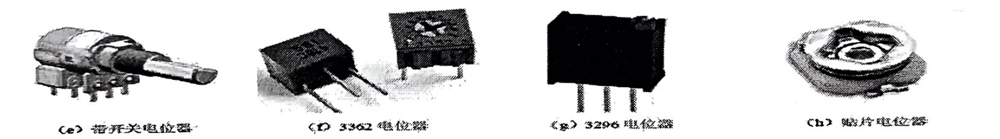 (e) 带开关电位器
(f) 3362 电位器
(g) 3296 电位器
(h) 贴片电位器